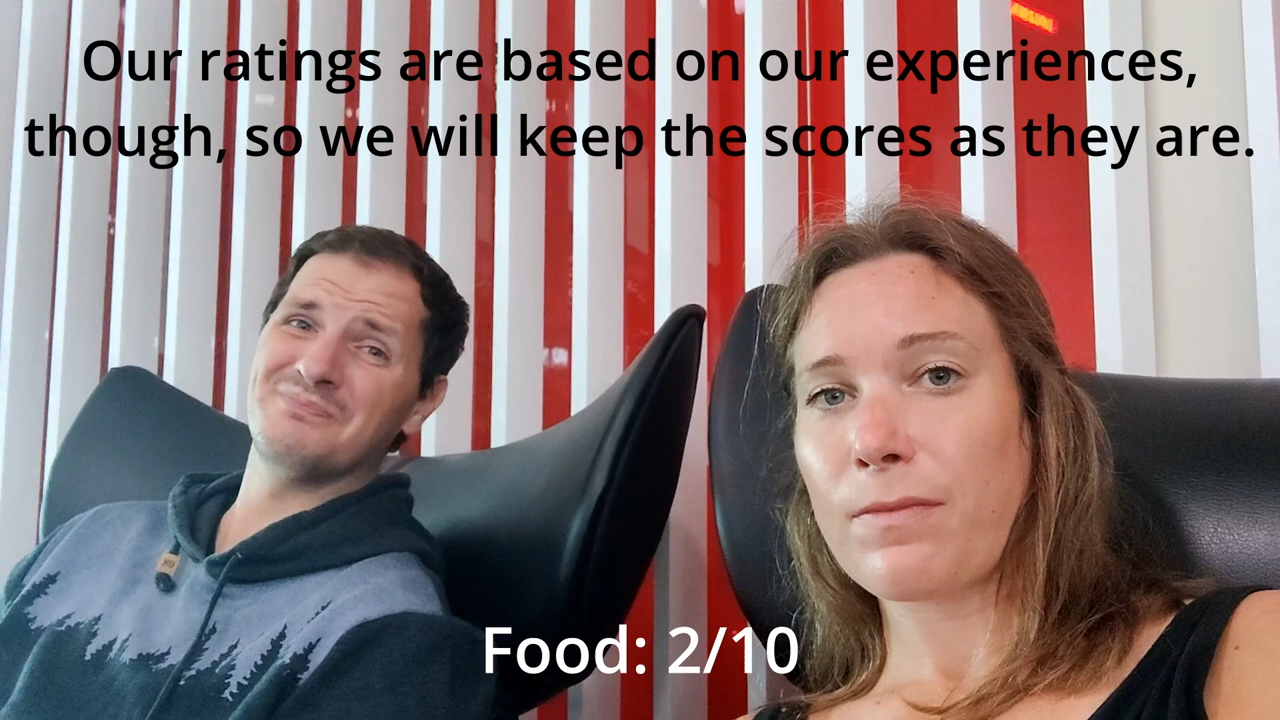 Our ratings are based on our experiences,
though, so we will keep the scores as they are.
Food: 2/10